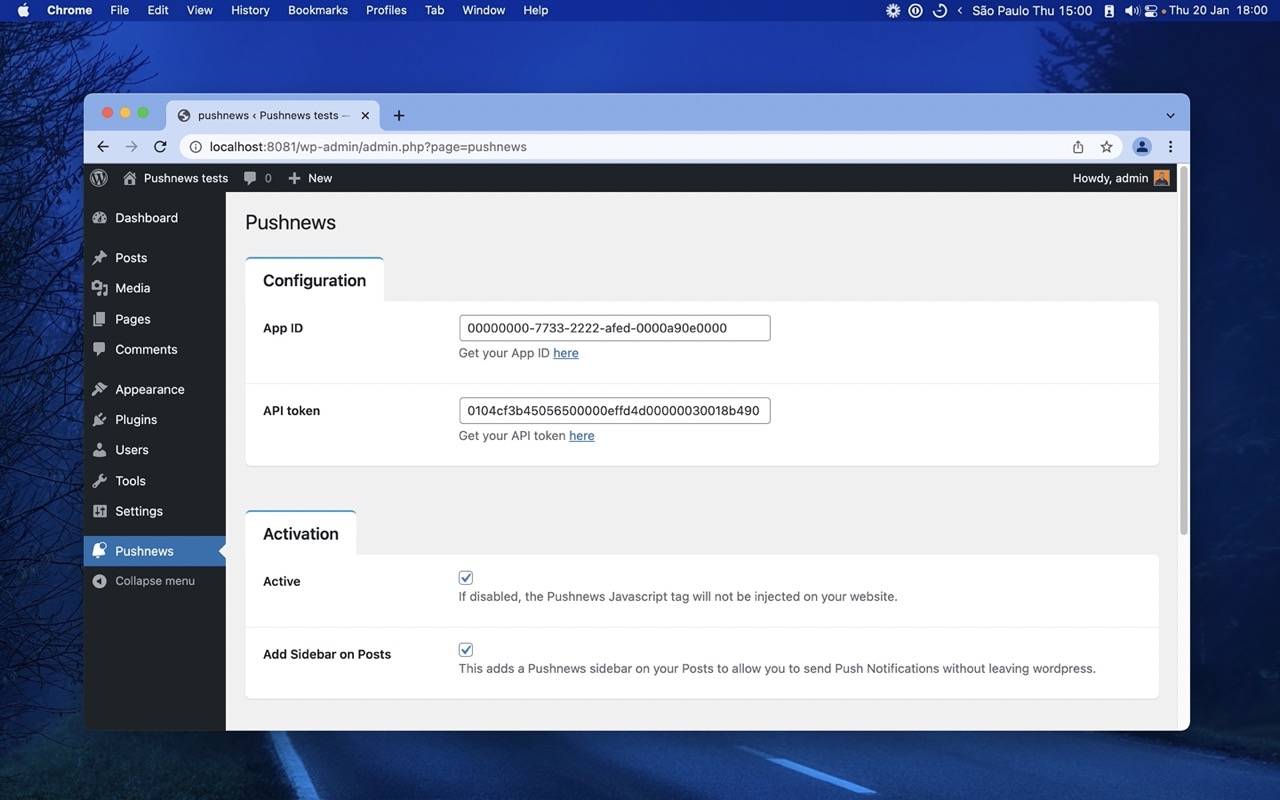 Chrome File Edit View History Bookmarks Profiles Tab Window Help São Paulo Thu 15:00 Thu 20 Jan 18:00
pushnews ‹ Pushnews tests —
localhost:8081/wp-admin/admin.php?page=pushnews
Pushnews tests 0 New Howdy, admin
Dashboard
Posts
Media
Pages
Comments
Appearance
Plugins
Users
Tools
Settings
Pushnews
Collapse menu
Pushnews
Configuration
App ID 00000000-7733-2222-afed-0000a90e0000
Get your App ID here
API token 0104cf3b45056500000effd4d00000030018b490
Get your API token here
Activation
Active
If disabled, the Pushnews Javascript tag will not be injected on your website.
Add Sidebar on Posts
This adds a Pushnews sidebar on your Posts to allow you to send Push Notifications without leaving wordpress.